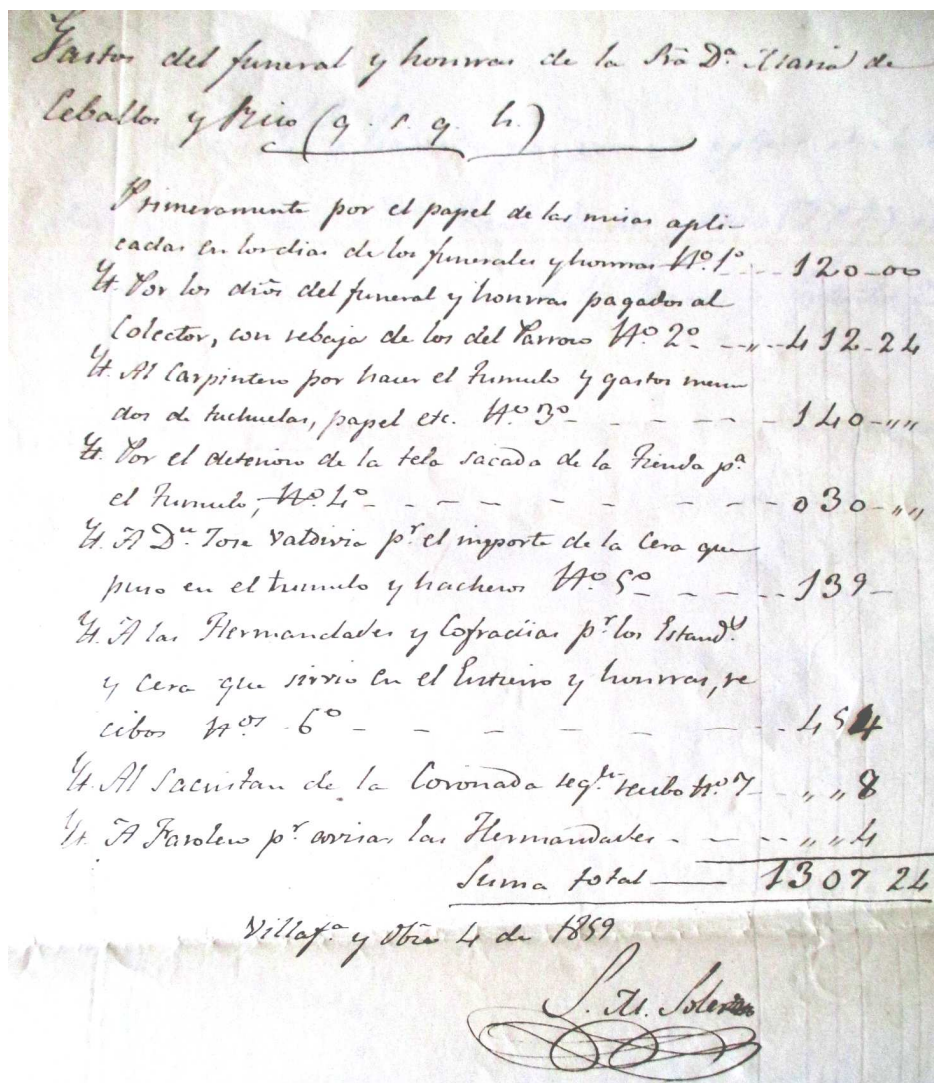 Gastos del funeral y honrras de la Sra Dª. Maria de
Ceballos y Rico (q. s. g. h.)
Primeramente por el papel de las misas apli-
cadas en los dias de los funerales y honrras Nº. 1º - - 120-00
Yt. Por los dros del funeral y honrras pagados al
Colector, con rebaja de los del Parroco Nº 2º - - „ - - 412-24
Yt. Al Carpintero por hacer el tumulo y gastos menu
dos de tachuelas, papel etc. Nº 3º - - - - - - 140-„„
Yt. Por el deterioro de la tela sacada de la Tienda pª.
el tumulo, Nº 4º - - - - - - - - - 030-„„
Yt. A Dn. Jose Valdivia pr. el importe de la Cera que
puso en el tumulo y hacheros Nº 5º - - - - 139-
Yt. A las Hermandades y Cofracias pr. los Estands.
y Cera que sirvio en el Entierro y honrras, re
cibos Nos. 6º - - - - - - - - - 454
Yt. Al Sacristan de la Coronada segn. recibo Nº 7 - - „ „ 8
Yt. A Farolero pr. avisar las Hermandades - - - - „ „ 4
Suma total — 1307 24
Villafª. y Obre 4 de 1859
S. M.